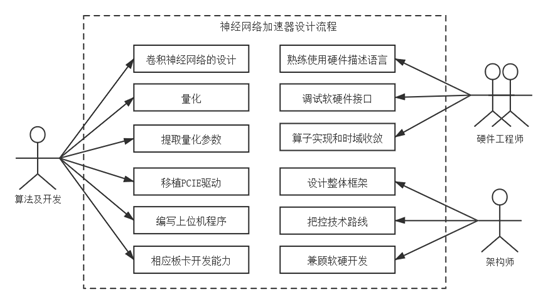 神经网络加速器设计流程
卷积神经网络的设计
量化
提取量化参数
移植PCIE驱动
编写上位机程序
相应板卡开发能力
熟练使用硬件描述语言
调试软硬件接口
算子实现和时域收敛
设计整体框架
把控技术路线
兼顾软硬开发
算法及开发
硬件工程师
架构师